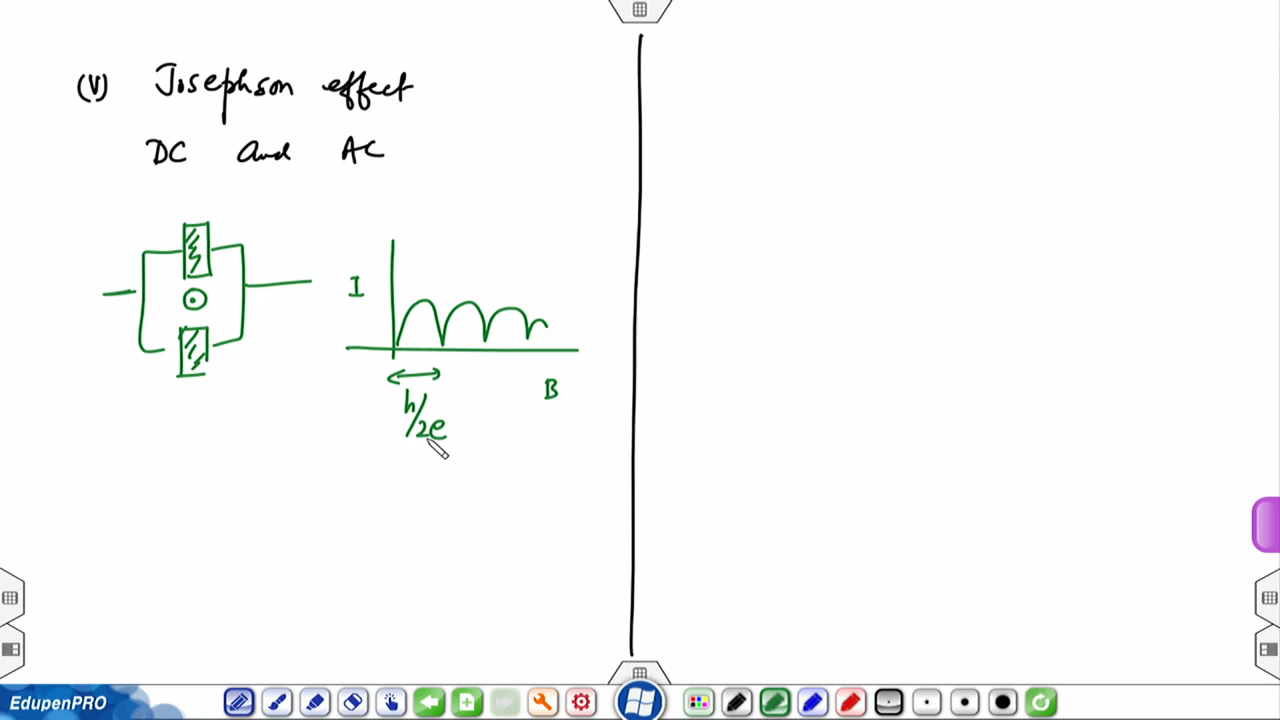 (V) Josephson effect
DC and AC
I
B
h/2e
EdupenPRO